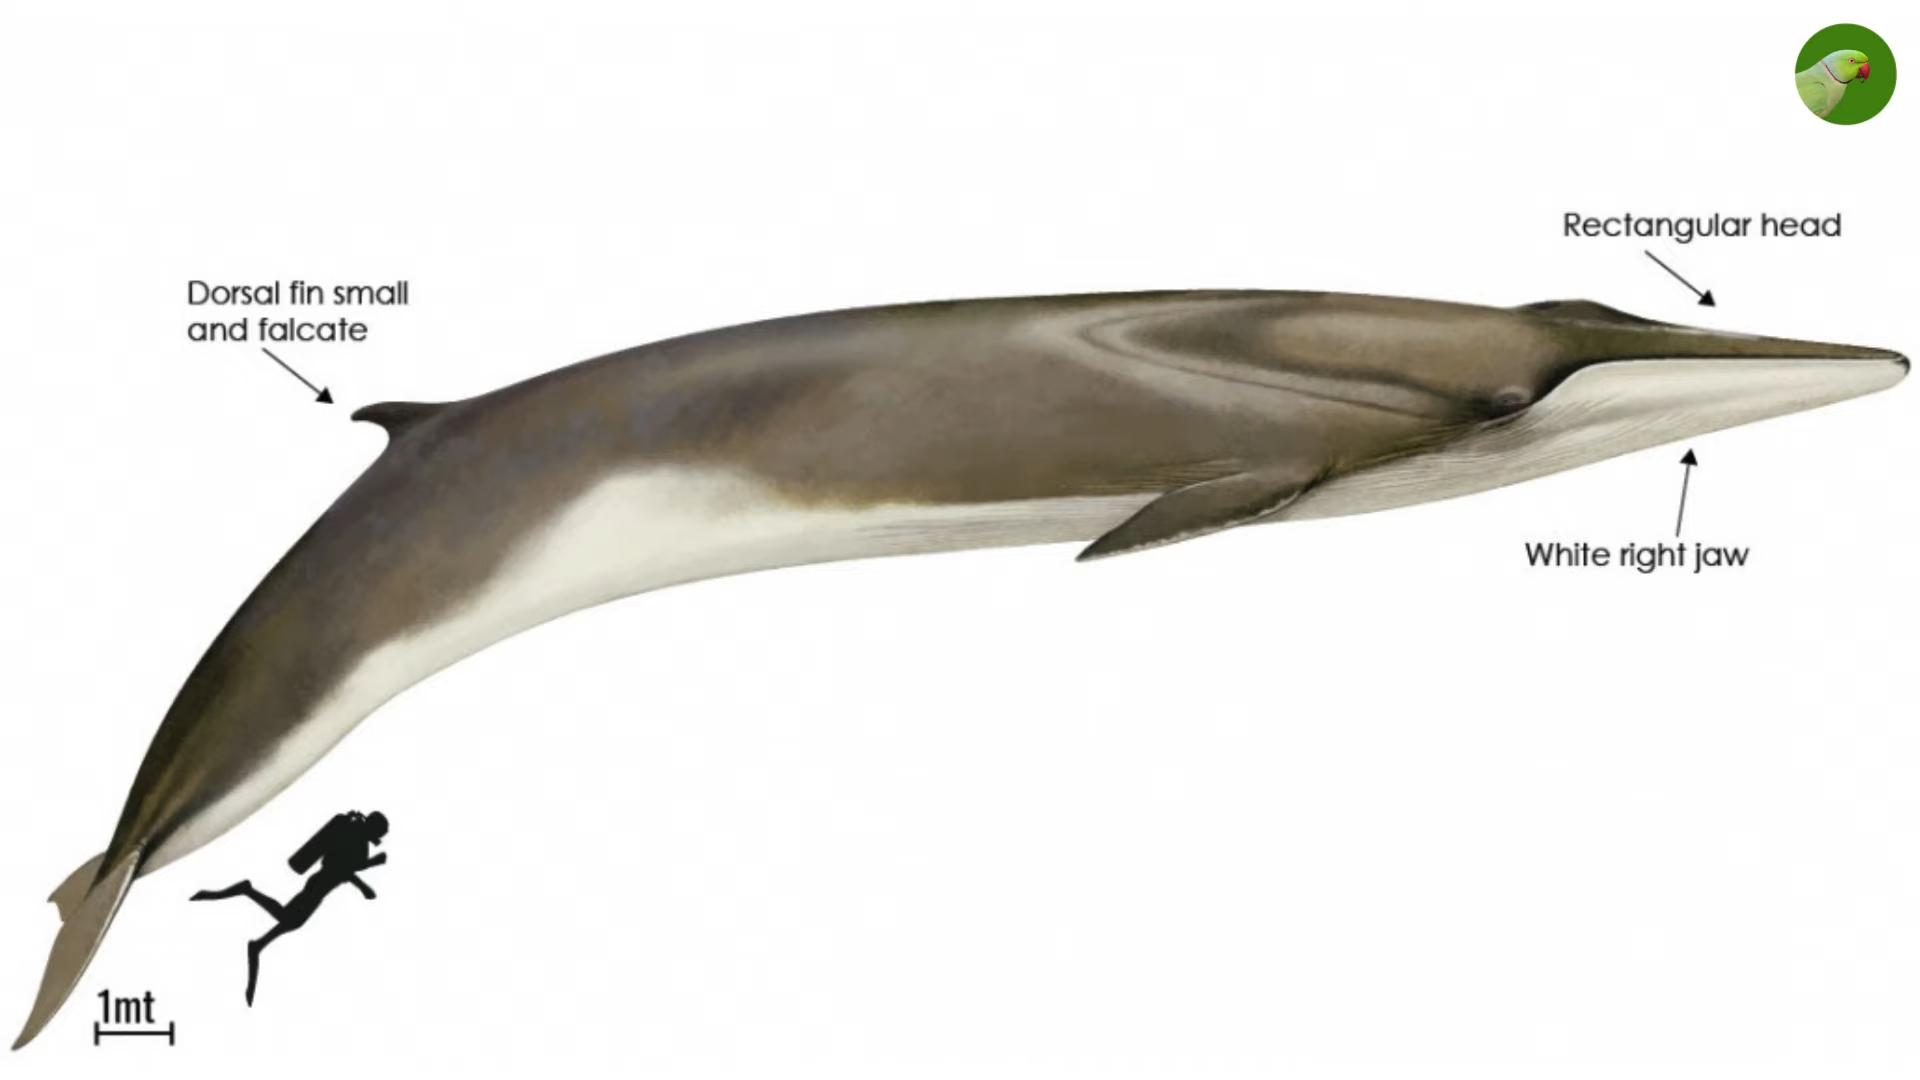 Rectangular head
Dorsal fin small
and falcate
White right jaw
1mt